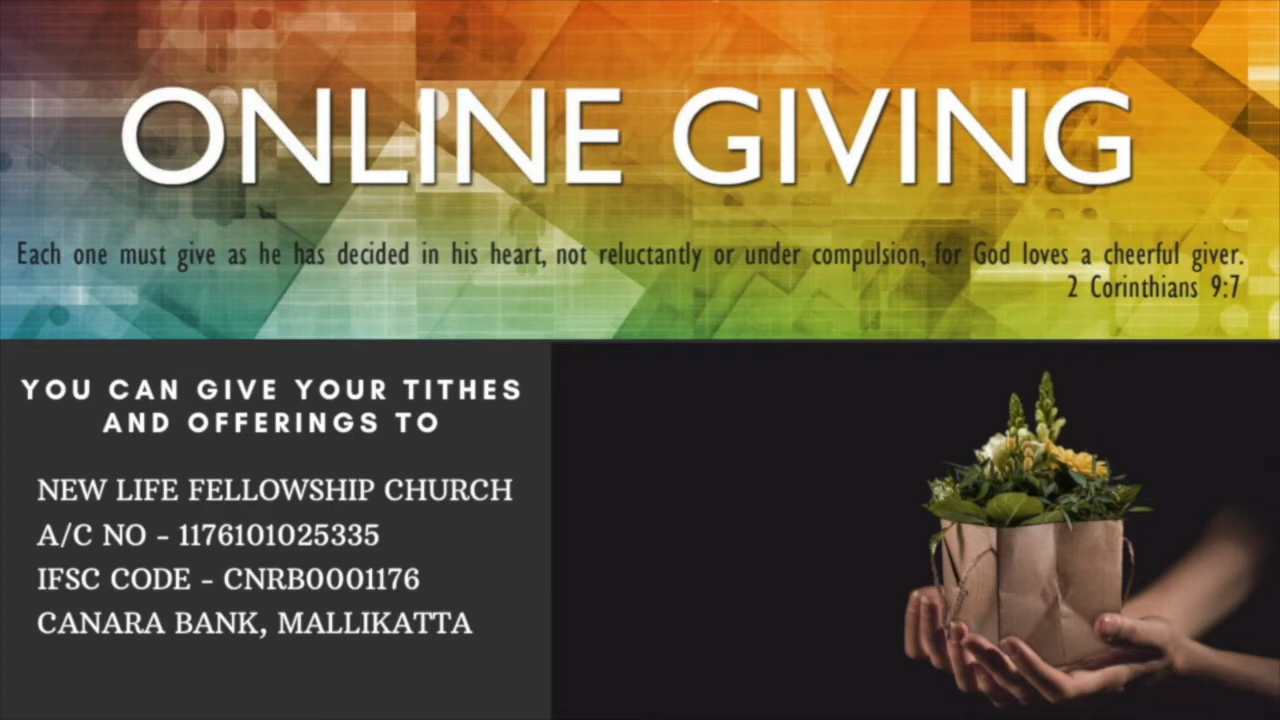 ONLINE GIVING
Each one must give as he has decided in his heart, not reluctantly or under compulsion, for God loves a cheerful giver.
2 Corinthians 9:7
YOU CAN GIVE YOUR TITHES
AND OFFERINGS TO
NEW LIFE FELLOWSHIP CHURCH
A/C NO - 1176101025335
IFSC CODE - CNRB0001176
CANARA BANK, MALLIKATTA